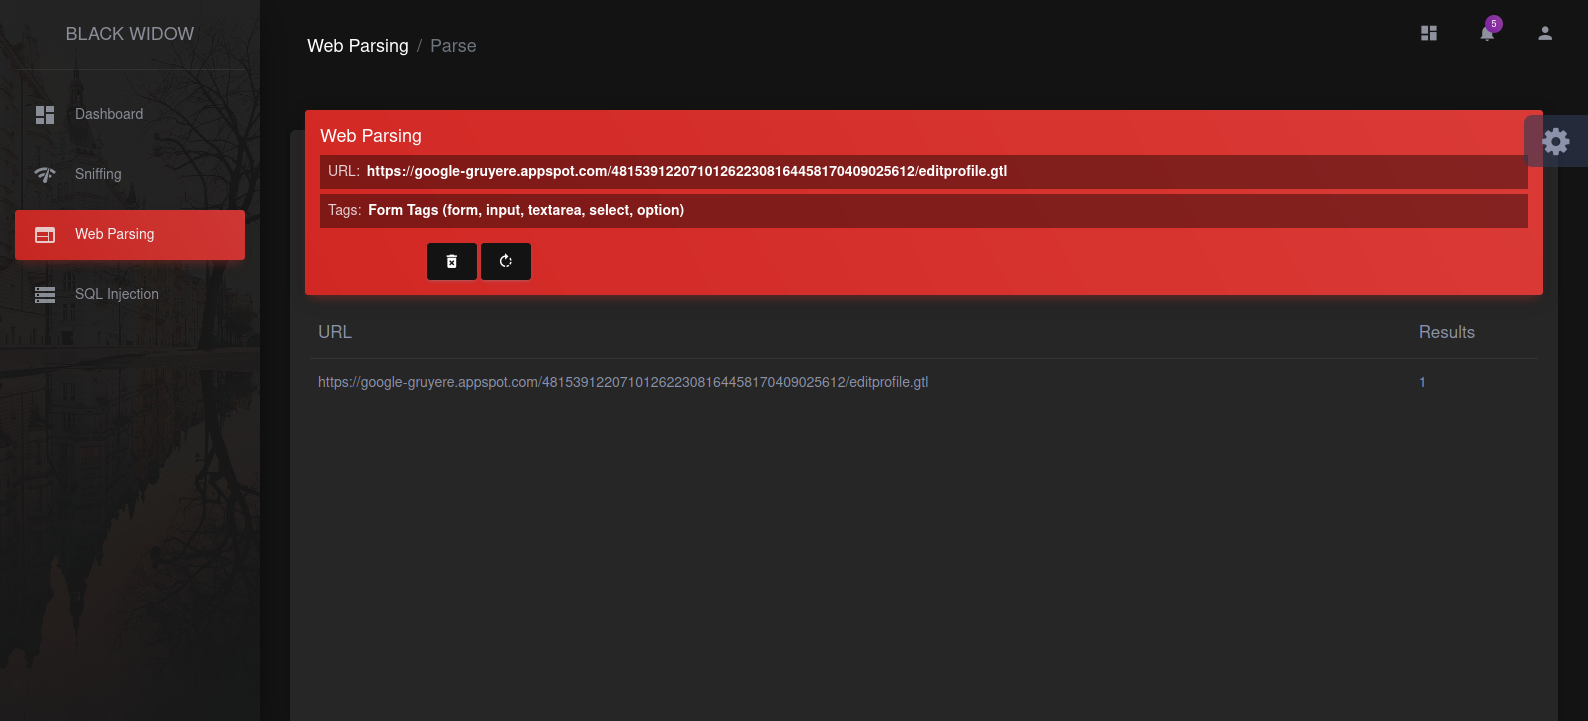 BLACK WIDOW
Dashboard
Sniffing
Web Parsing
SQL Injection
Web Parsing / Parse
5
Web Parsing
URL: https://google-gruyere.appspot.com/481539122071012622308164458170409025612/editprofile.gtl
Tags: Form Tags (form, input, textarea, select, option)
URL Results
https://google-gruyere.appspot.com/481539122071012622308164458170409025612/editprofile.gtl 1